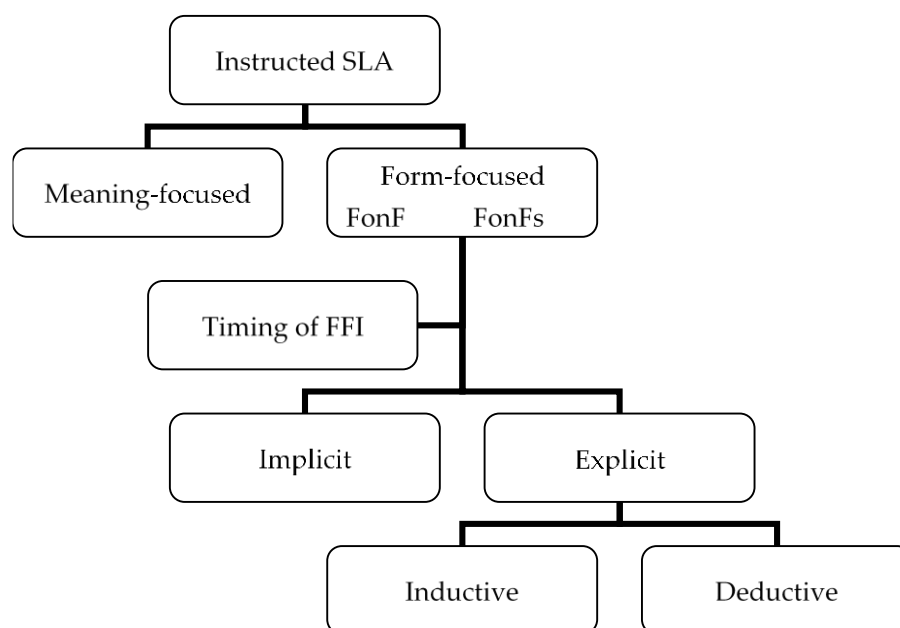 Instructed SLA
Meaning-focused
Form-focused
FonF FonFs
Timing of FFI
Implicit
Explicit
Inductive
Deductive